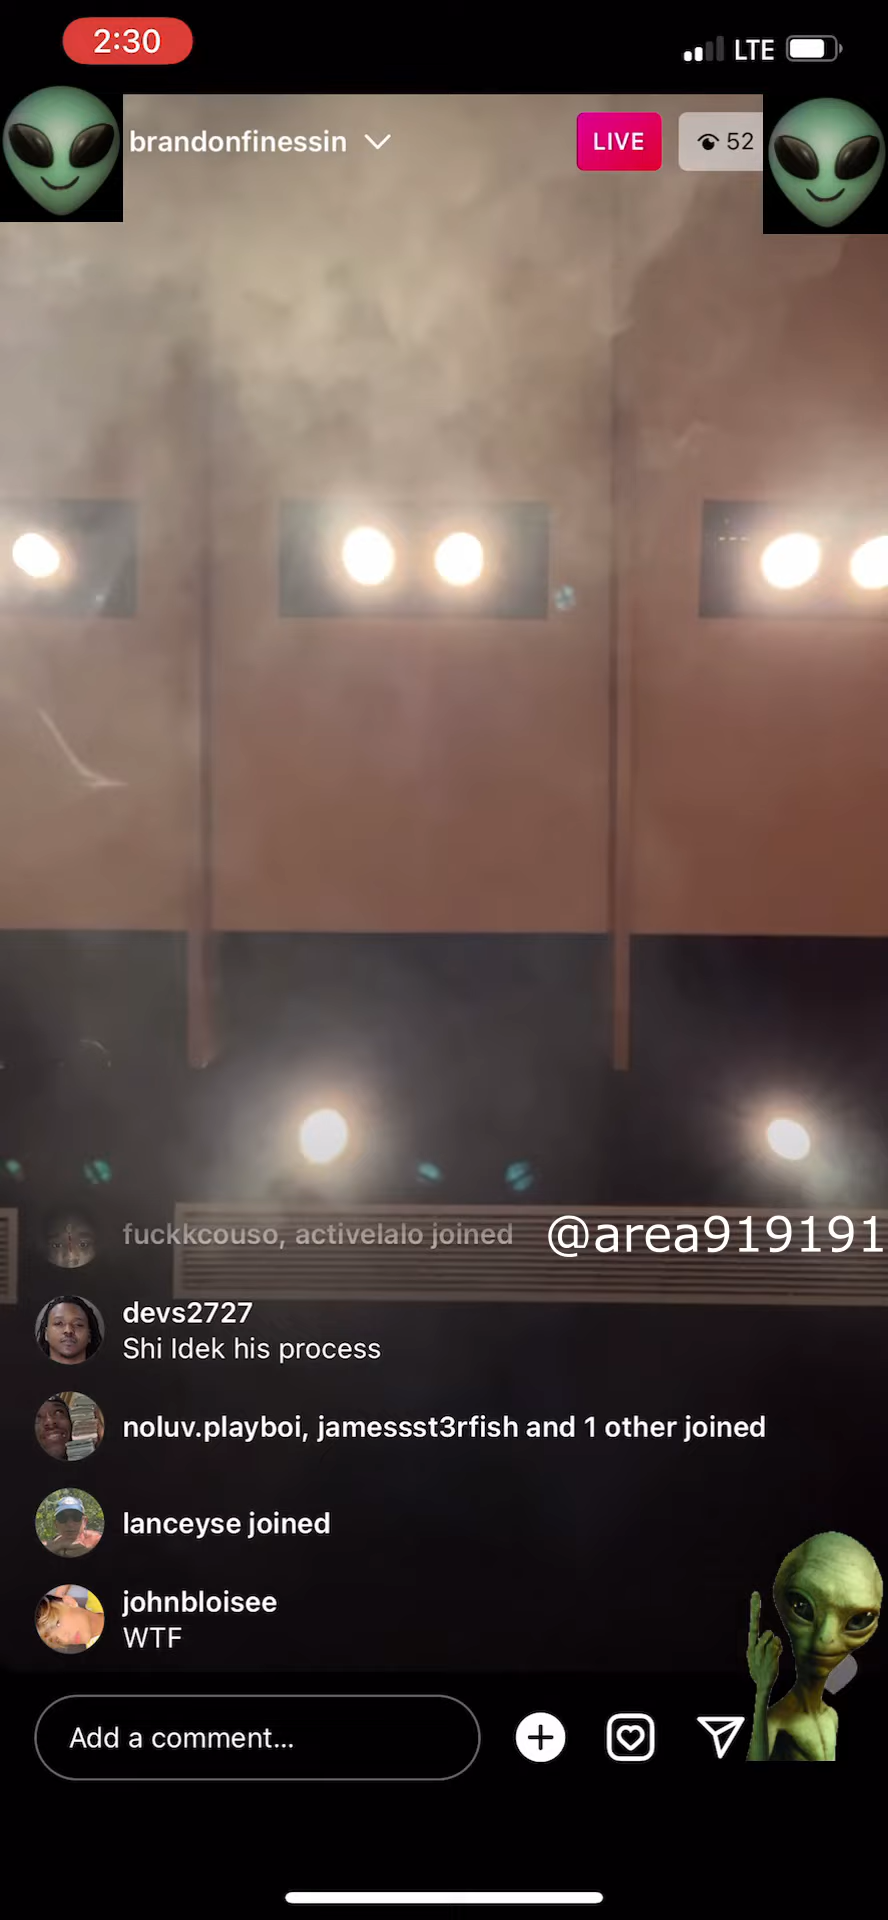 2:30
LTE
brandonfinessin
LIVE
52
fuckkcouso, activelalo joined
@area919191
devs2727
Shi Idek his process
noluv.playboi, jamessst3rfish and 1 other joined
lanceyse joined
johnbloisee
WTF
Add a comment...